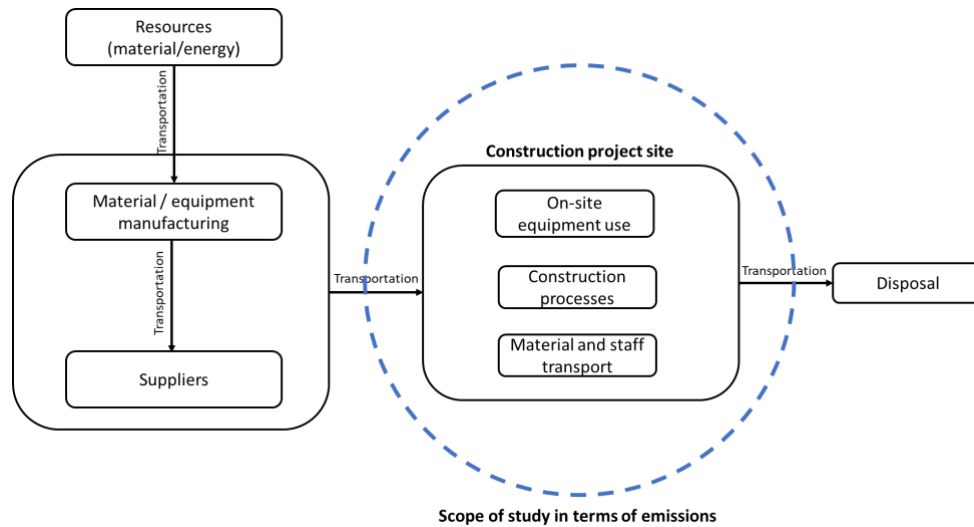 Resources
(material/energy)
Transportation
Material / equipment
manufacturing
Transportation
Suppliers
Transportation
Construction project site
On-site
equipment use
Construction
processes
Material and staff
transport
Transportation
Disposal
Scope of study in terms of emissions